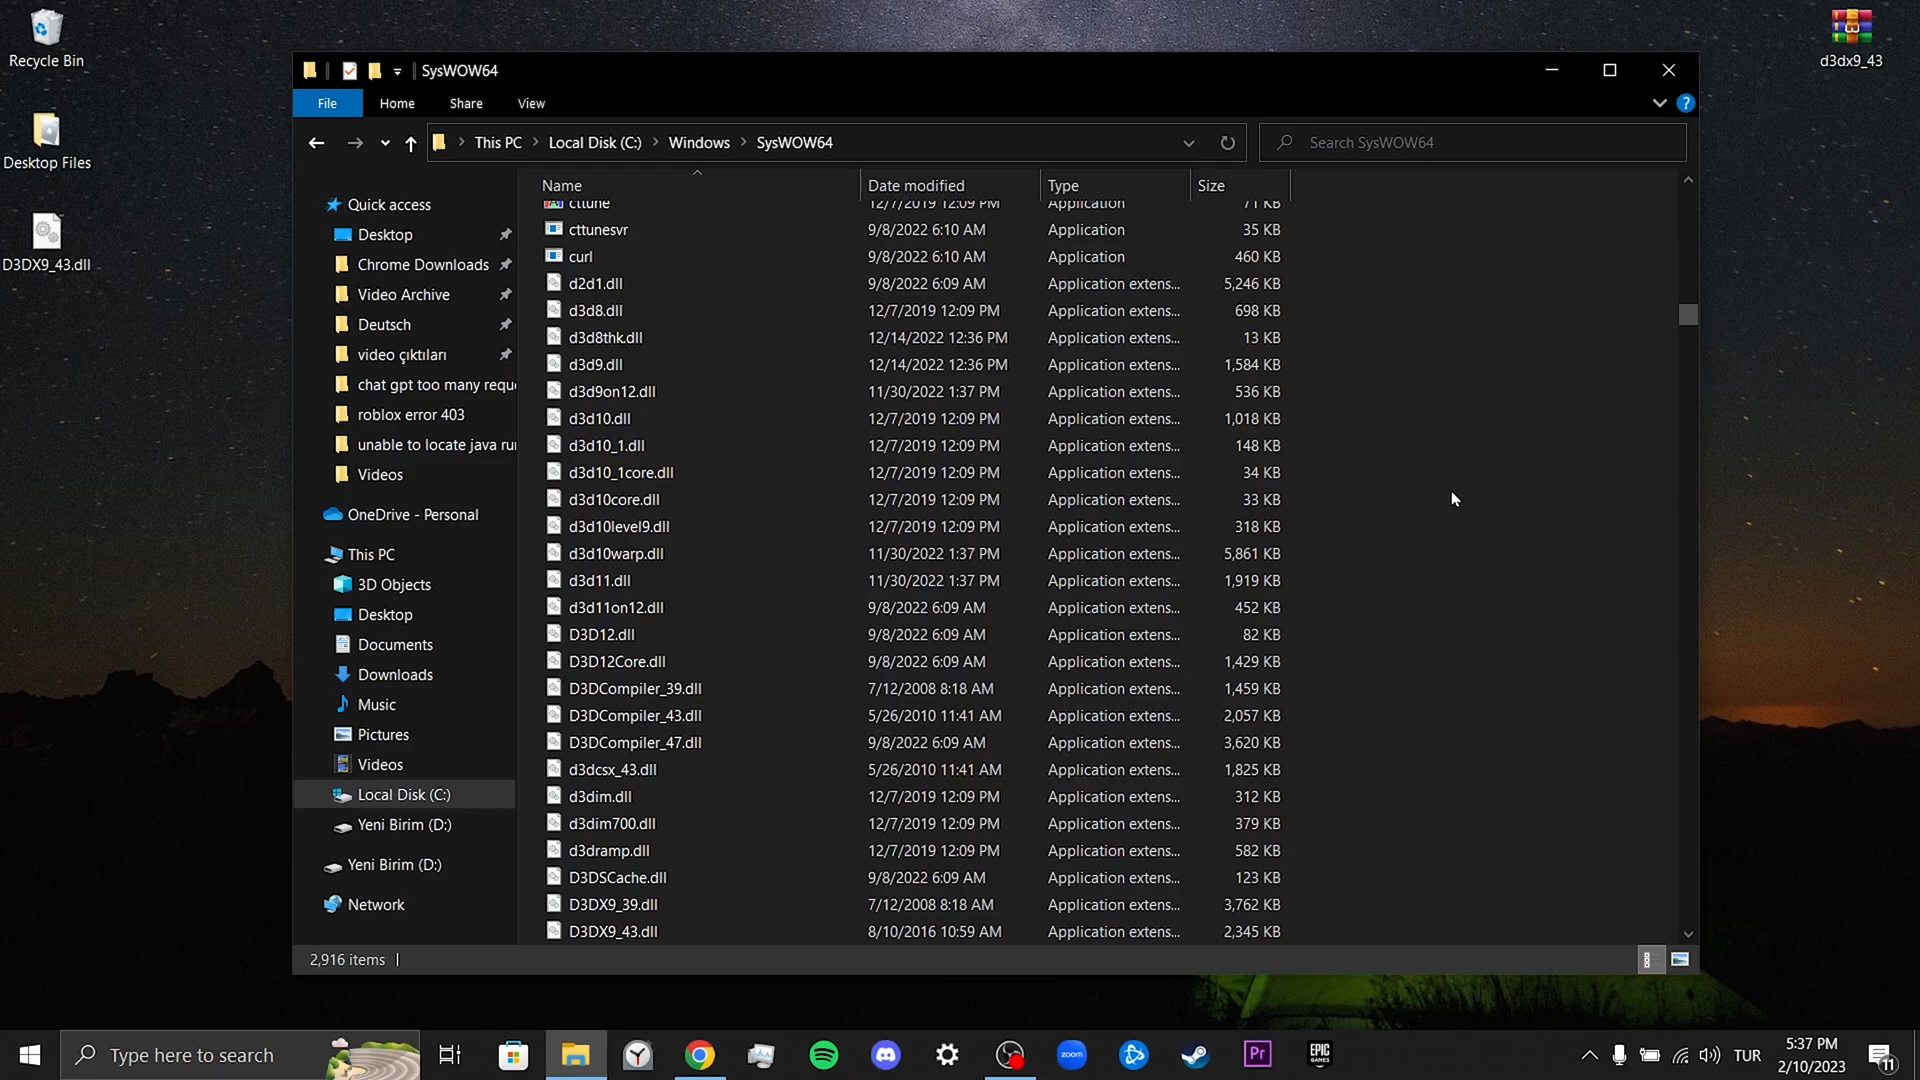 Recycle Bin
Desktop Files
D3DX9_43.dll
d3dx9_43
SysWOW64
File Home Share View
This PC Local Disk (C:) Windows SysWOW64
Search SysWOW64
Quick access
Desktop
Chrome Downloads
Video Archive
Deutsch
video çıktıları
chat gpt too many requ
roblox error 403
unable to locate java ru
Videos
OneDrive - Personal
This PC
3D Objects
Desktop
Documents
Downloads
Music
Pictures
Videos
Local Disk (C:)
Yeni Birim (D:)
Yeni Birim (D:)
Network
Name Date modified Type Size
cttune 12/7/2019 12:09 PM Application 71 KB
cttunesvr 9/8/2022 6:10 AM Application 35 KB
curl 9/8/2022 6:10 AM Application 460 KB
d2d1.dll 9/8/2022 6:09 AM Application extens... 5,246 KB
d3d8.dll 12/7/2019 12:09 PM Application extens... 698 KB
d3d8thk.dll 12/14/2022 12:36 PM Application extens... 13 KB
d3d9.dll 12/14/2022 12:36 PM Application extens... 1,584 KB
d3d9on12.dll 11/30/2022 1:37 PM Application extens... 536 KB
d3d10.dll 12/7/2019 12:09 PM Application extens... 1,018 KB
d3d10_1.dll 12/7/2019 12:09 PM Application extens... 148 KB
d3d10_1core.dll 12/7/2019 12:09 PM Application extens... 34 KB
d3d10core.dll 12/7/2019 12:09 PM Application extens... 33 KB
d3d10level9.dll 12/7/2019 12:09 PM Application extens... 318 KB
d3d10warp.dll 11/30/2022 1:37 PM Application extens... 5,861 KB
d3d11.dll 11/30/2022 1:37 PM Application extens... 1,919 KB
d3d11on12.dll 9/8/2022 6:09 AM Application extens... 452 KB
D3D12.dll 9/8/2022 6:09 AM Application extens... 82 KB
D3D12Core.dll 9/8/2022 6:09 AM Application extens... 1,429 KB
D3DCompiler_39.dll 7/12/2008 8:18 AM Application extens... 1,459 KB
D3DCompiler_43.dll 5/26/2010 11:41 AM Application extens... 2,057 KB
D3DCompiler_47.dll 9/8/2022 6:09 AM Application extens... 3,620 KB
d3dcsx_43.dll 5/26/2010 11:41 AM Application extens... 1,825 KB
d3dim.dll 12/7/2019 12:09 PM Application extens... 312 KB
d3dim700.dll 12/7/2019 12:09 PM Application extens... 379 KB
d3dramp.dll 12/7/2019 12:09 PM Application extens... 582 KB
D3DSCache.dll 9/8/2022 6:09 AM Application extens... 123 KB
D3DX9_39.dll 7/12/2008 8:18 AM Application extens... 3,762 KB
D3DX9_43.dll 8/10/2016 10:59 AM Application extens... 2,345 KB
2,916 items
Type here to search
zoom
Pr
EPIC
GAMES
TUR
5:37 PM
2/10/2023
11